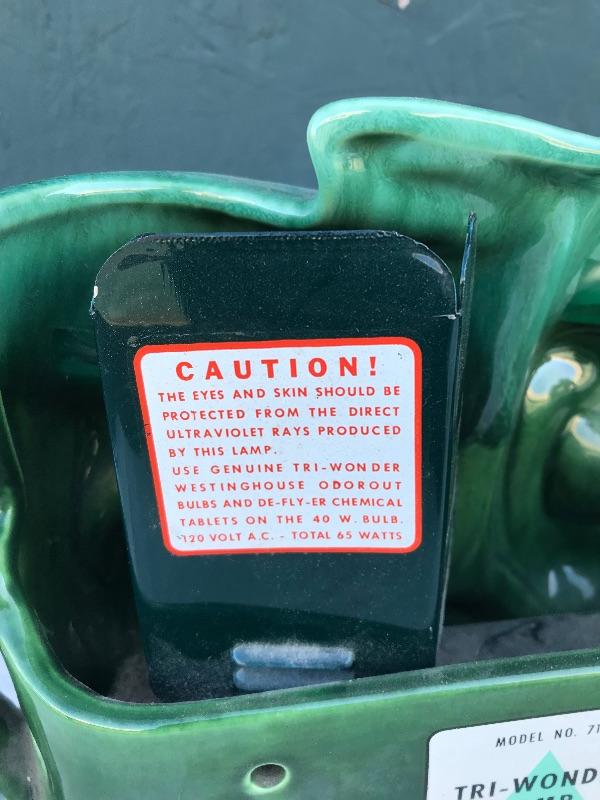 CAUTION!
THE EYES AND SKIN SHOULD BE
PROTECTED FROM THE DIRECT
ULTRAVIOLET RAYS PRODUCED
BY THIS LAMP.
USE GENUINE TRI-WONDER
WESTINGHOUSE ODOROUT
BULBS AND DE-FLY-ER CHEMICAL
TABLETS ON THE 40 W. BULB.
120 VOLT A.C. - TOTAL 65 WATTS
MODEL NO.
TRI-WOND